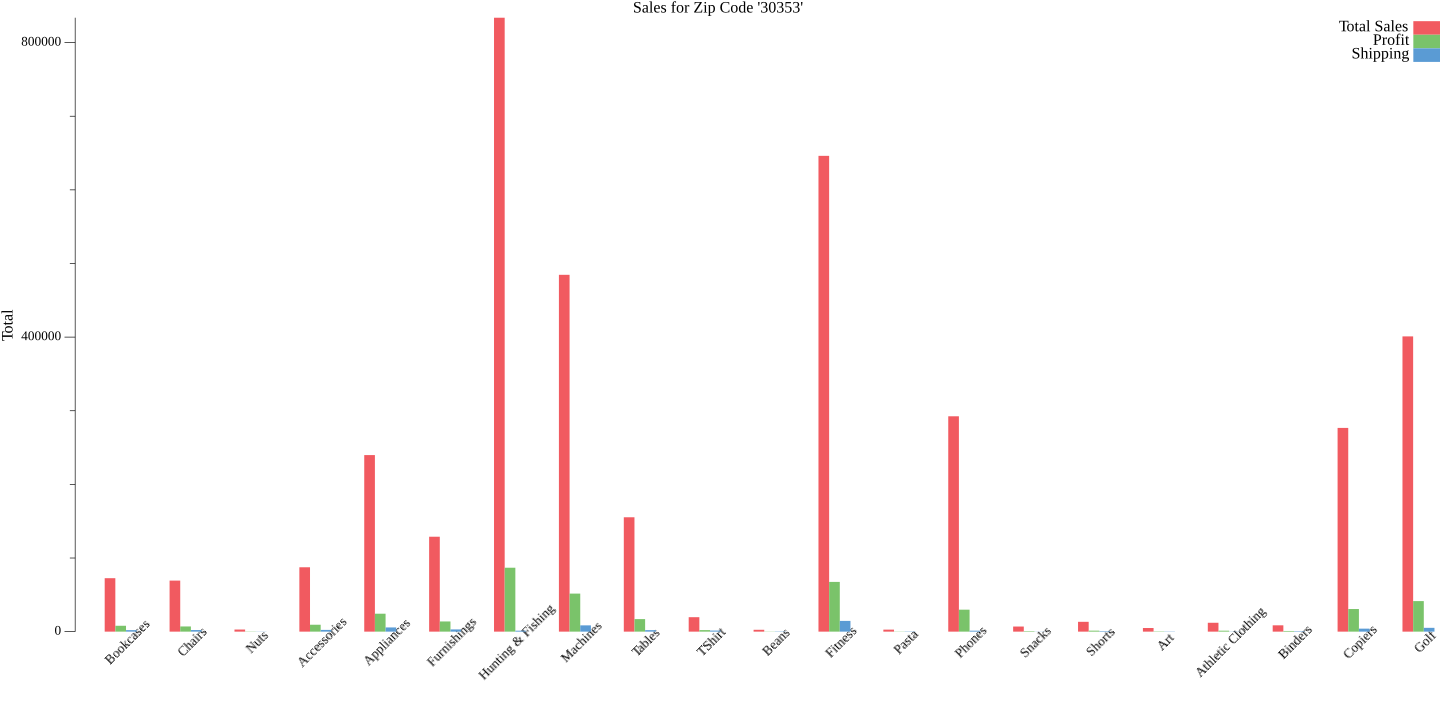 Sales for Zip Code '30353'
Total Sales
Profit
Shipping
Total
800000
400000
0
Bookcases
Chairs
Nuts
Accessories
Appliances
Furnishings
Hunting & Fishing
Machines
Tables
TShirt
Beans
Fitness
Pasta
Phones
Snacks
Shorts
Art
Athletic Clothing
Binders
Copiers
Golf